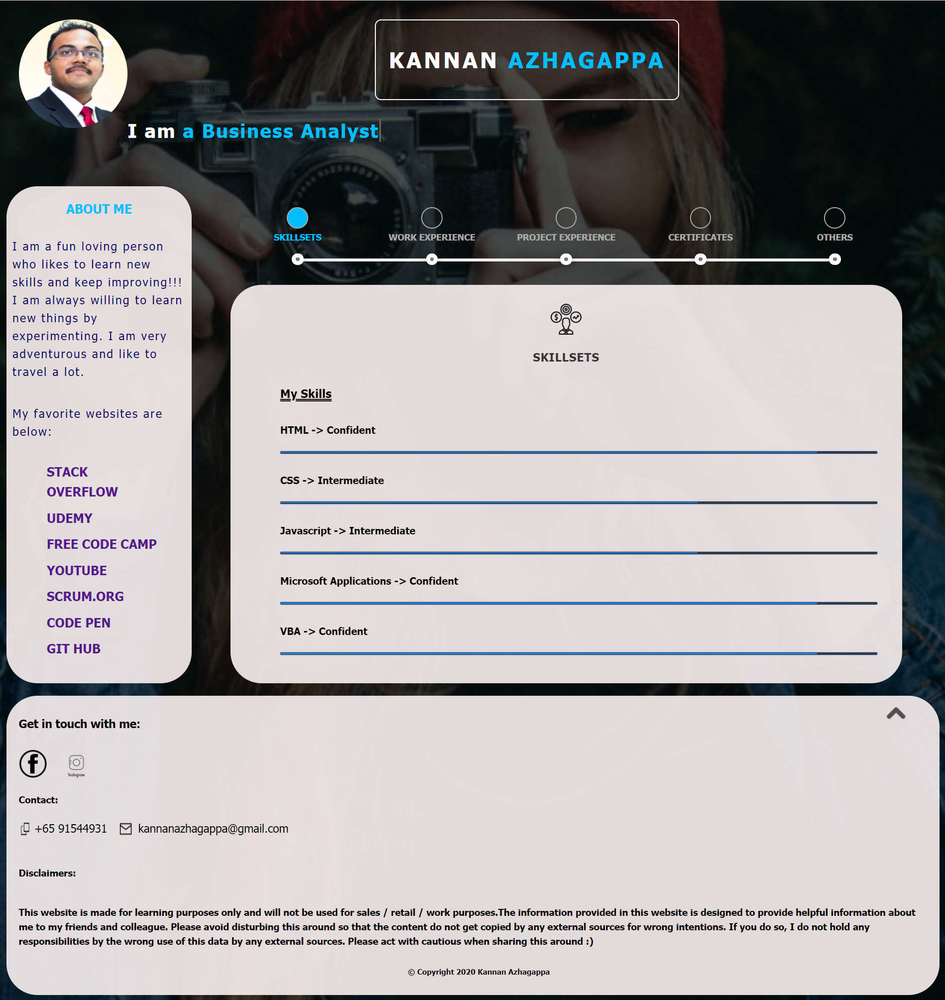 KANNAN AZHAGAPPA
I am a Business Analyst
ABOUT ME
I am a fun loving person
who likes to learn new
skills and keep improving!!!
I am always willing to learn
new things by
experimenting. I am very
adventurous and like to
travel a lot.
My favorite websites are
below:
STACK
OVERFLOW
UDEMY
FREE CODE CAMP
YOUTUBE
SCRUM.ORG
CODE PEN
GIT HUB
SKILLSETS
WORK EXPERIENCE
PROJECT EXPERIENCE
CERTIFICATES
OTHERS
SKILLSETS
My Skills
HTML -> Confident
CSS -> Intermediate
Javascript -> Intermediate
Microsoft Applications -> Confident
VBA -> Confident
Get in touch with me:
Instagram
Contact:
+65 91544931 kannanazhagappa@gmail.com
Disclaimers:
This website is made for learning purposes only and will not be used for sales / retail / work purposes.The information provided in this website is designed to provide helpful information about
me to my friends and colleague. Please avoid disturbing this around so that the content do not get copied by any external sources for wrong intentions. If you do so, I do not hold any
responsibilities by the wrong use of this data by any external sources. Please act with cautious when sharing this around :)
© Copyright 2020 Kannan Azhagappa